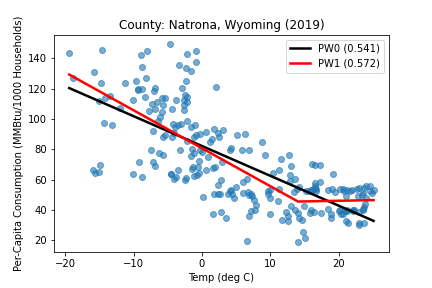 County: Natrona, Wyoming (2019)
PW0 (0.541)
PW1 (0.572)
Per-Capita Consumption (MMBtu/1000 Households)
140
120
100
80
60
40
20
−20 −10 0 10 20
Temp (deg C)